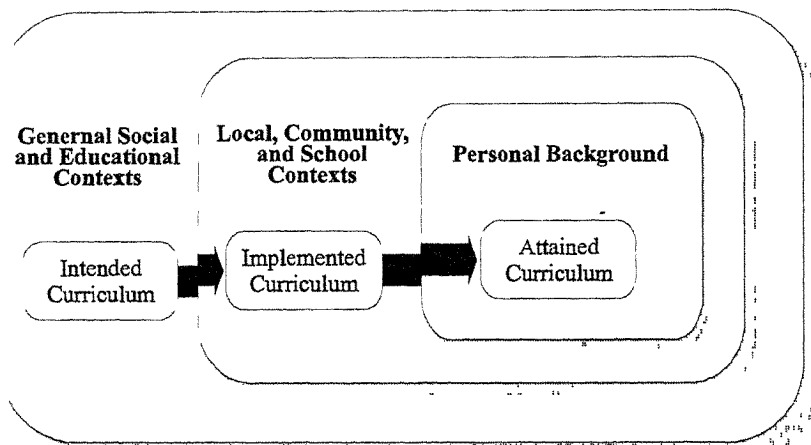 Genernal Social
and Educational
Contexts
Local, Community,
and School
Contexts
Personal Background
Intended
Curriculum
Implemented
Curriculum
Attained
Curriculum